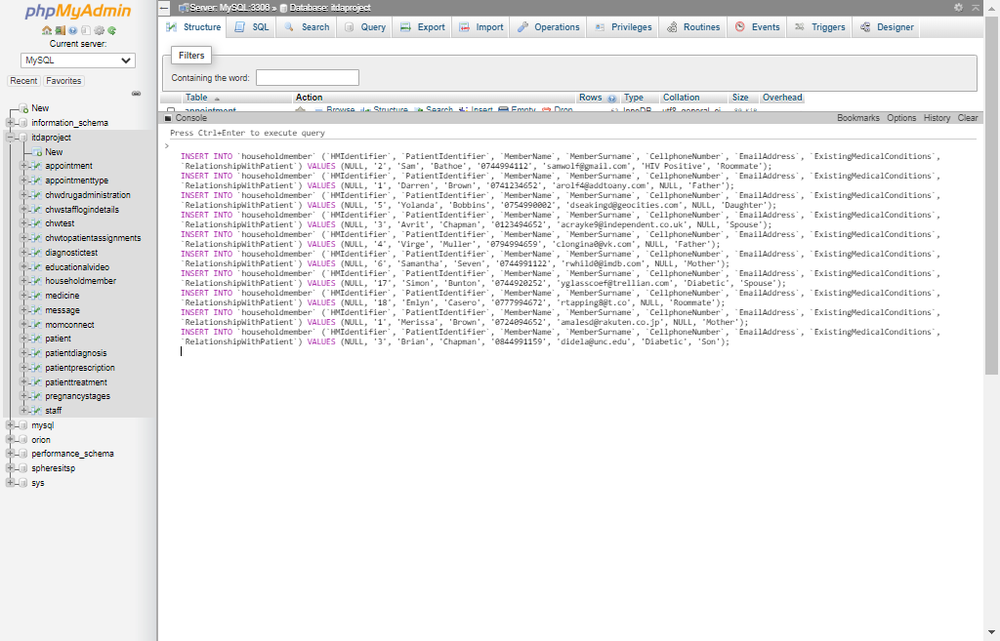 phpMyAdmin
Current server:
MySQL
Recent Favorites
New
information_schema
itdaproject
New
appointment
appointmenttype
chwdrugadministration
chwstafflogindetails
chwtest
chwtopatientassignments
diagnostictest
educationalvideo
householdmember
medicine
message
momconnect
patient
patientdiagnosis
patientprescription
patienttreatment
pregnancystages
staff
mysql
orion
performance_schema
spheresitsp
sys
Server: MySQL:3308 » Database: itdaproject
Structure SQL Search Query Export Import Operations Privileges Routines Events Triggers Designer
Filters
Containing the word:
Table Action Rows Type Collation Size Overhead
appointment Browse Structure Search Insert Empty Drop InnoDB
Console Bookmarks Options History Clear
Press Ctrl+Enter to execute query
>
INSERT INTO `householdmember` (`HMIdentifier`, `PatientIdentifier`, `MemberName`, `MemberSurname`, `CellphoneNumber`, `EmailAddress`, `ExistingMedicalConditions`,
`RelationshipWithPatient`) VALUES (NULL, '2', 'Sam', 'Bathoe', '0744994112', 'samwolf@gmail.com', 'HIV Positive', 'Roommate');
INSERT INTO `householdmember` (`HMIdentifier`, `PatientIdentifier`, `MemberName`, `MemberSurname`, `CellphoneNumber`, `EmailAddress`, `ExistingMedicalConditions`,
`RelationshipWithPatient`) VALUES (NULL, '1', 'Darren', 'Brown', '0741234652', 'arolf4@addtoany.com', NULL, 'Father');
INSERT INTO `householdmember` (`HMIdentifier`, `PatientIdentifier`, `MemberName`, `MemberSurname`, `CellphoneNumber`, `EmailAddress`, `ExistingMedicalConditions`,
`RelationshipWithPatient`) VALUES (NULL, '5', 'Yolanda', 'Bobbins', '0754990002', 'dseakingd@geocities.com', NULL, 'Daughter');
INSERT INTO `householdmember` (`HMIdentifier`, `PatientIdentifier`, `MemberName`, `MemberSurname`, `CellphoneNumber`, `EmailAddress`, `ExistingMedicalConditions`,
`RelationshipWithPatient`) VALUES (NULL, '3', 'Avrit', 'Chapman', '0123494652', 'acrayke9@independent.co.uk', NULL, 'Spouse');
INSERT INTO `householdmember` (`HMIdentifier`, `PatientIdentifier`, `MemberName`, `MemberSurname`, `CellphoneNumber`, `EmailAddress`, `ExistingMedicalConditions`,
`RelationshipWithPatient`) VALUES (NULL, '4', 'Virge', 'Muller', '0794994659', 'clongina0@vk.com', NULL, 'Father');
INSERT INTO `householdmember` (`HMIdentifier`, `PatientIdentifier`, `MemberName`, `MemberSurname`, `CellphoneNumber`, `EmailAddress`, `ExistingMedicalConditions`,
`RelationshipWithPatient`) VALUES (NULL, '6', 'Samantha', 'Seven', '0744991122', 'rwhild0@imdb.com', NULL, 'Mother');
INSERT INTO `householdmember` (`HMIdentifier`, `PatientIdentifier`, `MemberName`, `MemberSurname`, `CellphoneNumber`, `EmailAddress`, `ExistingMedicalConditions`,
`RelationshipWithPatient`) VALUES (NULL, '17', 'Simon', 'Bunton', '0744920252', 'yglasscoef@trellian.com', 'Diabetic', 'Spouse');
INSERT INTO `householdmember` (`HMIdentifier`, `PatientIdentifier`, `MemberName`, `MemberSurname`, `CellphoneNumber`, `EmailAddress`, `ExistingMedicalConditions`,
`RelationshipWithPatient`) VALUES (NULL, '18', 'Emlyn', 'Casero', '0777994672', 'rtapping8@t.co', NULL, 'Roommate');
INSERT INTO `householdmember` (`HMIdentifier`, `PatientIdentifier`, `MemberName`, `MemberSurname`, `CellphoneNumber`, `EmailAddress`, `ExistingMedicalConditions`,
`RelationshipWithPatient`) VALUES (NULL, '1', 'Merissa', 'Brown', '0724094652', 'amalesd@rakuten.co.jp', NULL, 'Mother');
INSERT INTO `householdmember` (`HMIdentifier`, `PatientIdentifier`, `MemberName`, `MemberSurname`, `CellphoneNumber`, `EmailAddress`, `ExistingMedicalConditions`,
`RelationshipWithPatient`) VALUES (NULL, '3', 'Brian', 'Chapman', '0844991159', 'didela@unc.edu', 'Diabetic', 'Son');